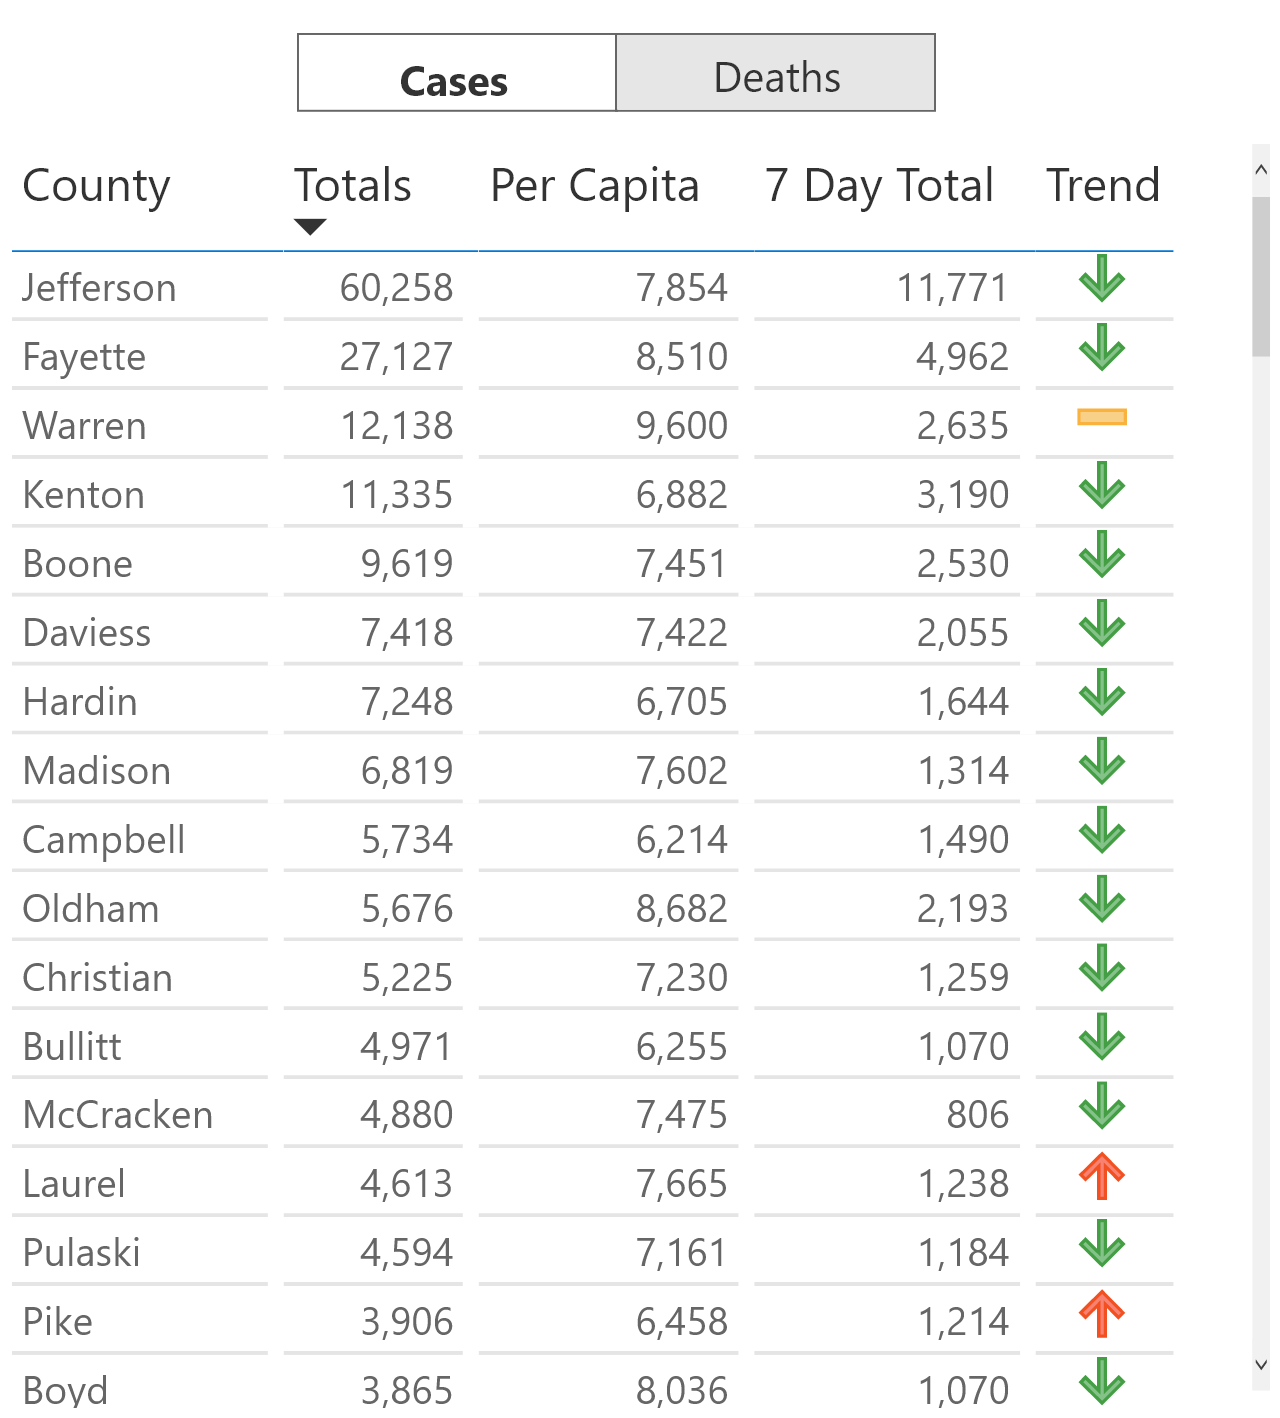 Cases Deaths
County Totals Per Capita 7 Day Total Trend
Jefferson 60,258 7,854 11,771
Fayette 27,127 8,510 4,962
Warren 12,138 9,600 2,635
Kenton 11,335 6,882 3,190
Boone 9,619 7,451 2,530
Daviess 7,418 7,422 2,055
Hardin 7,248 6,705 1,644
Madison 6,819 7,602 1,314
Campbell 5,734 6,214 1,490
Oldham 5,676 8,682 2,193
Christian 5,225 7,230 1,259
Bullitt 4,971 6,255 1,070
McCracken 4,880 7,475 806
Laurel 4,613 7,665 1,238
Pulaski 4,594 7,161 1,184
Pike 3,906 6,458 1,214
Boyd 3,865 8,036 1,070